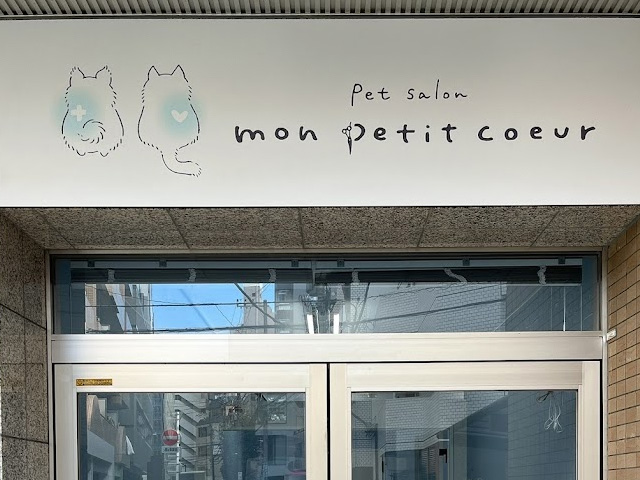 Pet salon
mon petit coeur